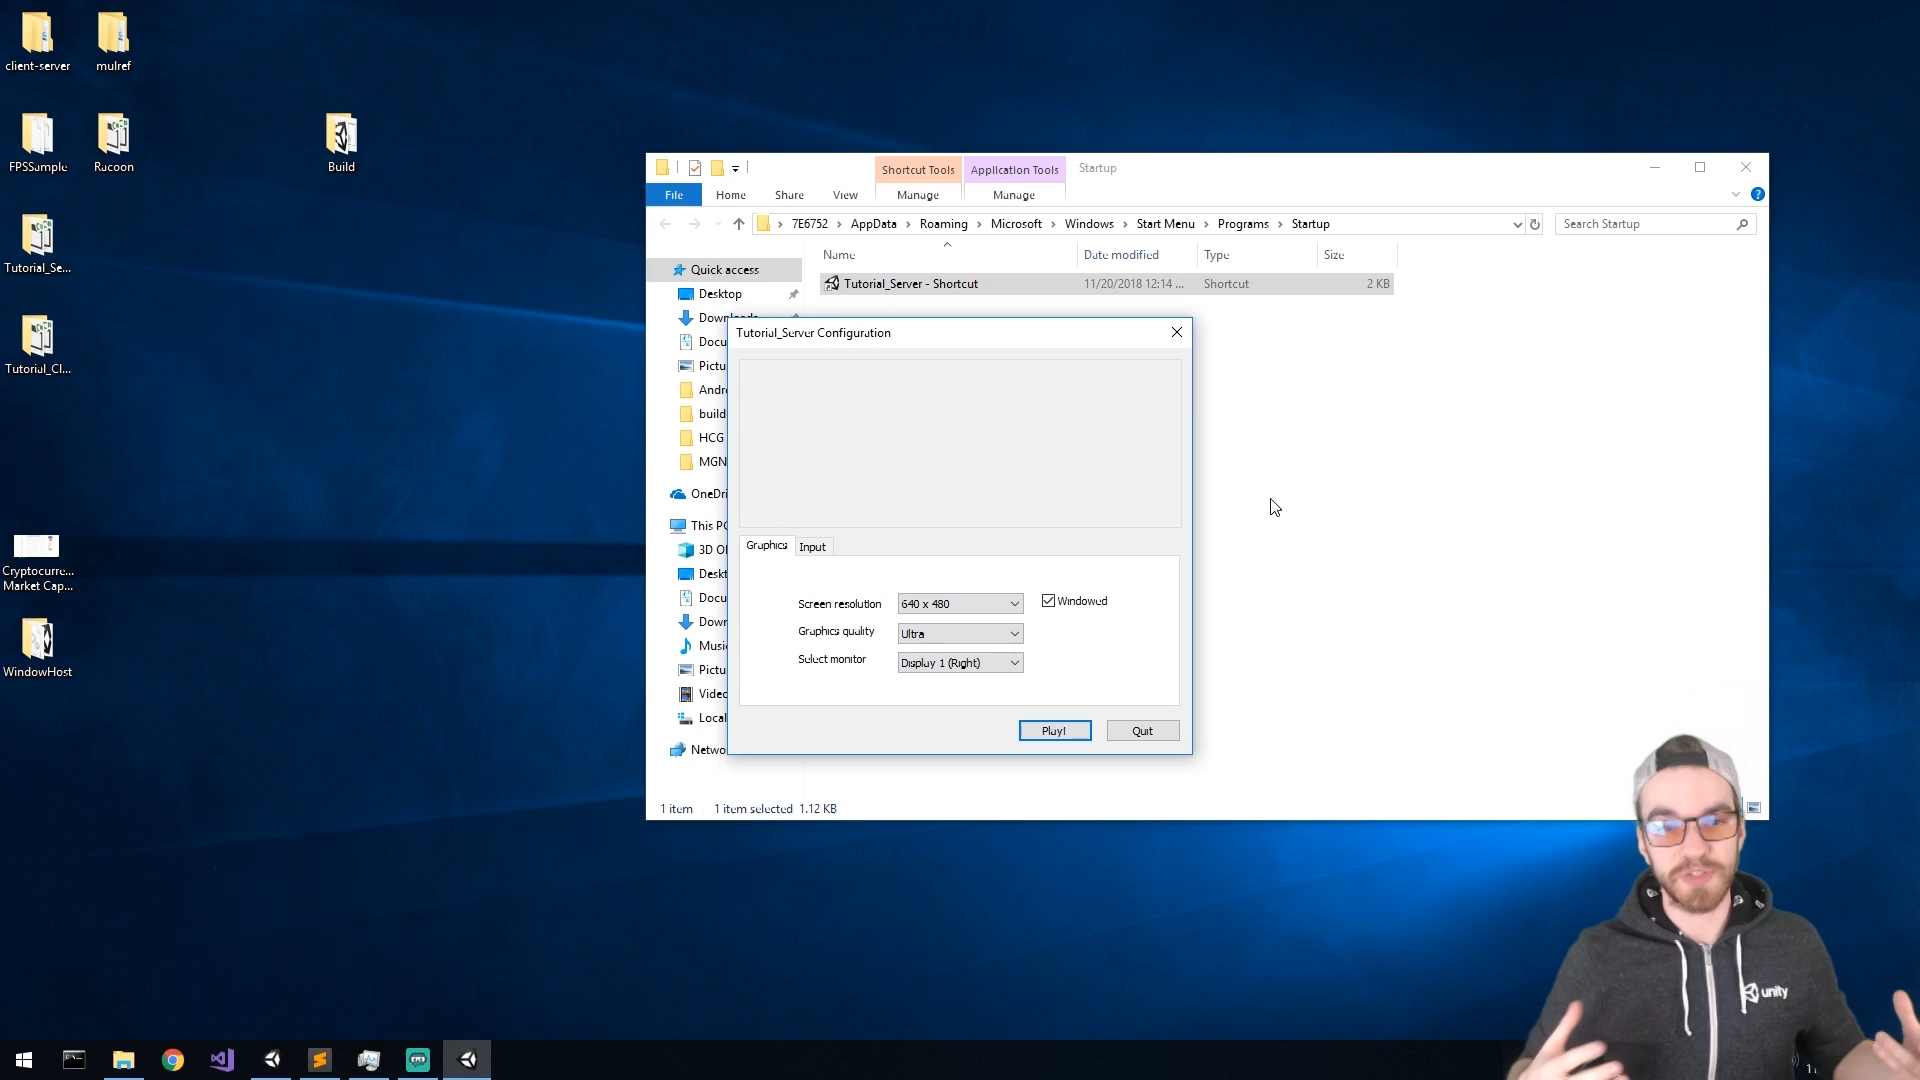 client-server
mulref
FPSSample
Racoon
Build
Tutorial_Se...
Tutorial_Cl...
Cryptocurre...
Market Cap...
WindowHost
Shortcut Tools
Application Tools
Startup
File
Home
Share
View
Manage
Manage
7E6752 > AppData > Roaming > Microsoft > Windows > Start Menu > Programs > Startup
Search Startup
Name
Date modified
Type
Size
Tutorial_Server - Shortcut
11/20/2018 12:14 ...
Shortcut
2 KB
Quick access
Desktop
Downloads
Docu
Pictu
Andr
build
HCG
MGN
OneDri
This PC
3D O
Deskt
Docu
Down
Music
Pictu
Video
Local
Netwo
1 item
1 item selected 1.12 KB
Tutorial_Server Configuration
Graphics
Input
Screen resolution
640 x 480
Windowed
Graphics quality
Ultra
Select monitor
Display 1 (Right)
Play!
Quit
unity